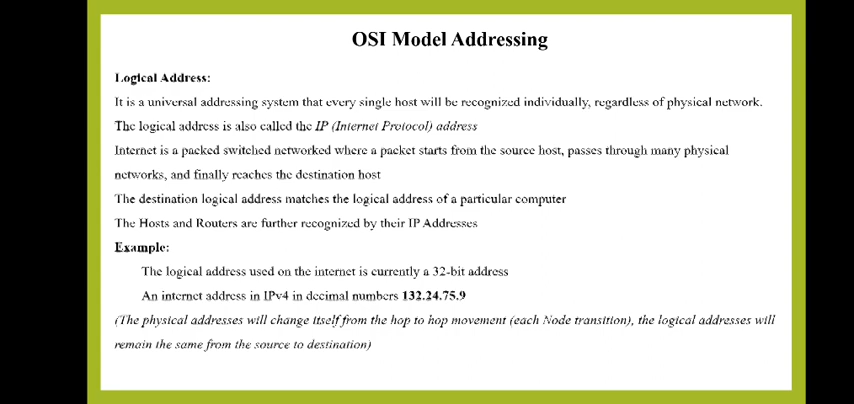 OSI Model Addressing
Logical Address:
It is a universal addressing system that every single host will be recognized individually, regardless of physical network.
The logical address is also called the IP (Internet Protocol) address
Internet is a packed switched networked where a packet starts from the source host, passes through many physical
networks, and finally reaches the destination host
The destination logical address matches the logical address of a particular computer
The Hosts and Routers are further recognized by their IP Addresses
Example:
The logical address used on the internet is currently a 32-bit address
An internet address in IPv4 in decimal numbers 132.24.75.9
(The physical addresses will change itself from the hop to hop movement (each Node transition), the logical addresses will
remain the same from the source to destination)